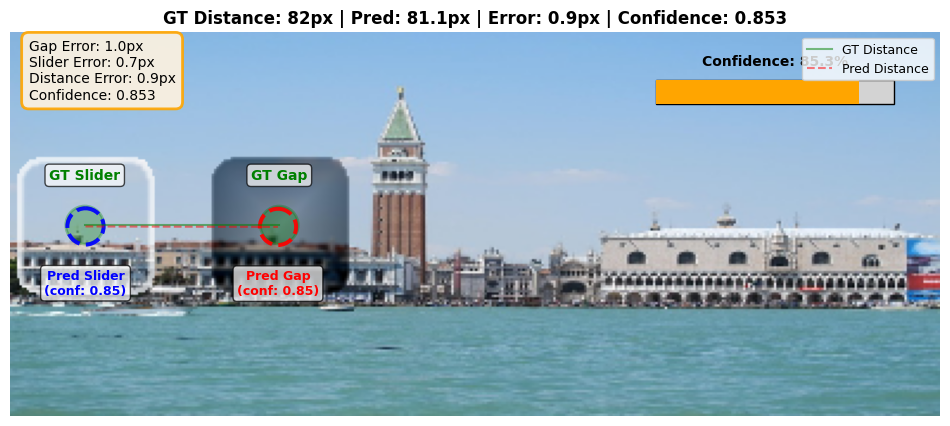 GT Distance: 82px | Pred: 81.1px | Error: 0.9px | Confidence: 0.853
Gap Error: 1.0px
Slider Error: 0.7px
Distance Error: 0.9px
Confidence: 0.853
Confidence: 85.3%
GT Distance
Pred Distance
GT Slider
GT Gap
Pred Slider
(conf: 0.85)
Pred Gap
(conf: 0.85)